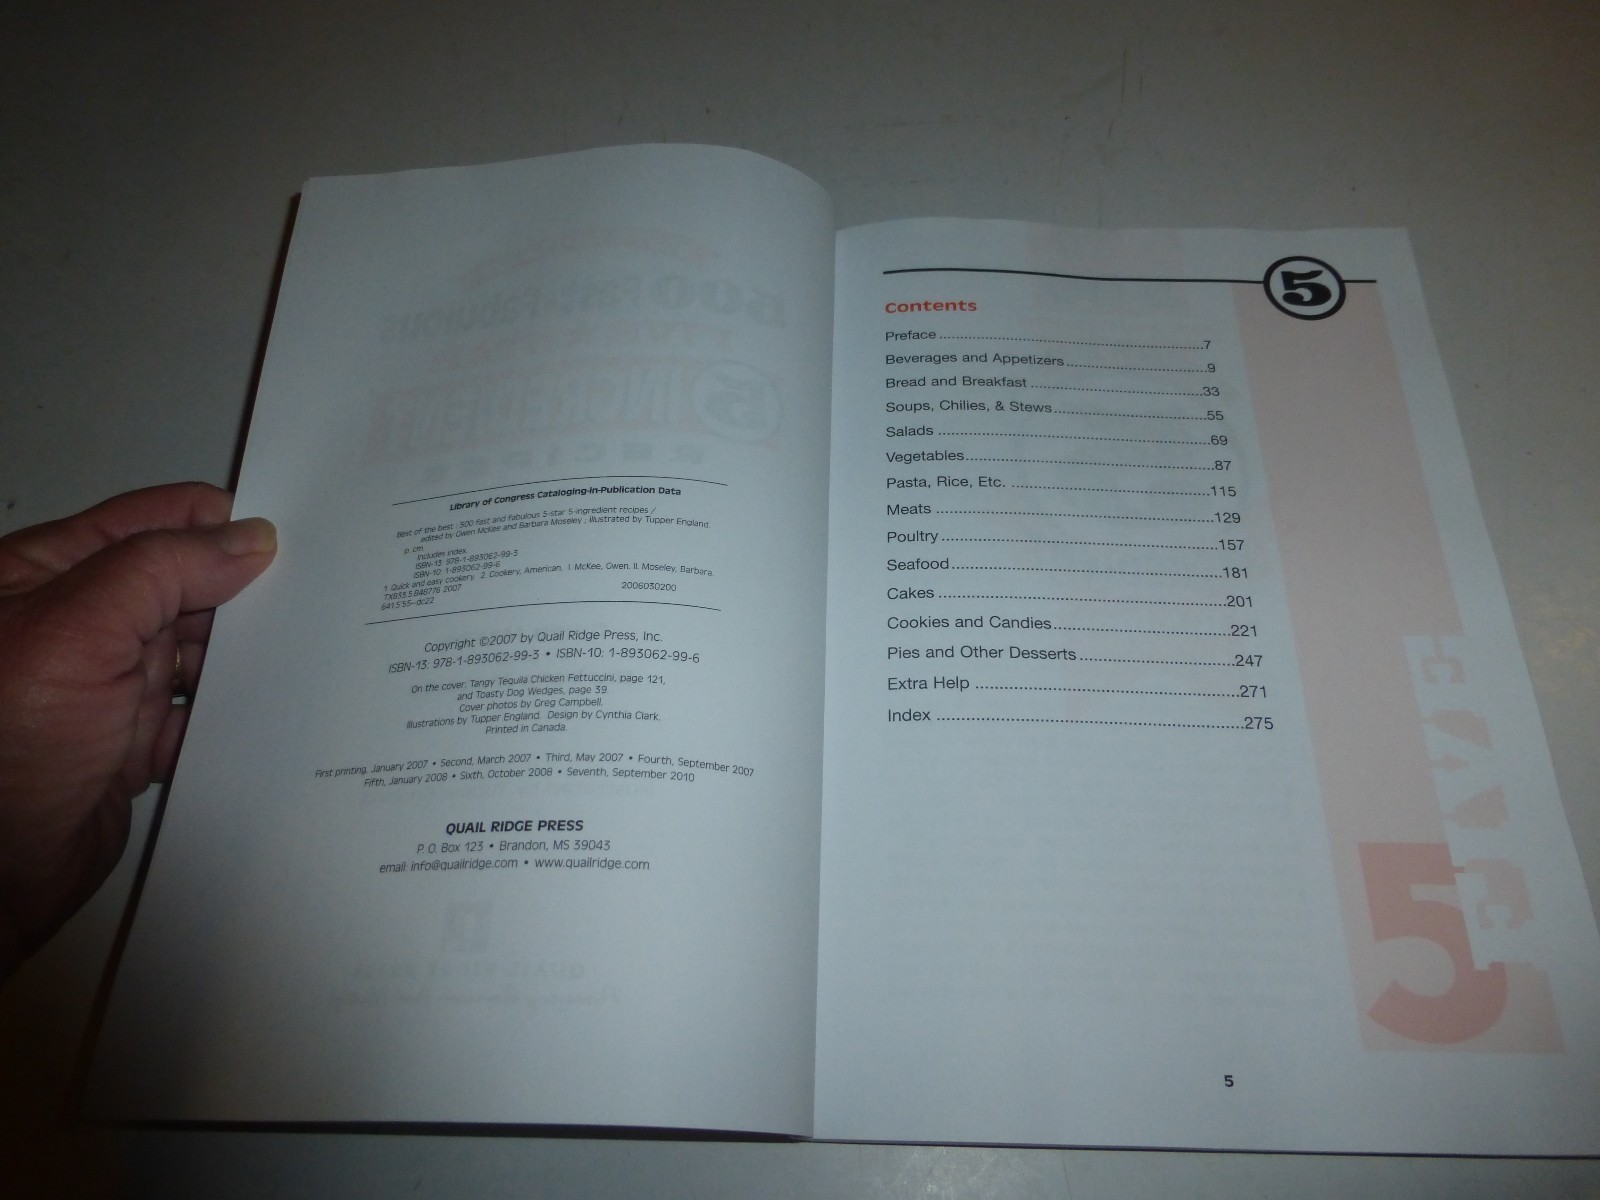 Library of Congress Cataloging-in-Publication Data
Best of the best : 500 fast and fabulous 5-star 5-ingredient recipes /
edited by Gwen McKee and Barbara Moseley ; illustrated by Tupper England.
p. cm.
Includes index.
ISBN-13: 978-1-893062-99-3
ISBN-10: 1-893062-99-6
1. Quick and easy cookery. 2. Cookery, American. I. McKee, Gwen. II. Moseley, Barbara.
TX833.5.B48776 2007
641.5'55--dc22 2006030200
Copyright ©2007 by Quail Ridge Press, Inc.
ISBN-13: 978-1-893062-99-3 • ISBN-10: 1-893062-99-6
On the cover: Tangy Tequila Chicken Fettuccini, page 121,
and Toasty Dog Wedges, page 39.
Cover photos by Greg Campbell.
Illustrations by Tupper England. Design by Cynthia Clark.
Printed in Canada.
First printing, January 2007 • Second, March 2007 • Third, May 2007 • Fourth, September 2007
Fifth, January 2008 • Sixth, October 2008 • Seventh, September 2010
QUAIL RIDGE PRESS
P. O. Box 123 • Brandon, MS 39043
email: info@quailridge.com • www.quailridge.com
5
Contents
Preface ...7
Beverages and Appetizers ...9
Bread and Breakfast ...33
Soups, Chilies, & Stews ...55
Salads ...69
Vegetables ...87
Pasta, Rice, Etc. ...115
Meats ...129
Poultry ...157
Seafood ...181
Cakes ...201
Cookies and Candies ...221
Pies and Other Desserts ...247
Extra Help ...271
Index ...275
5
5